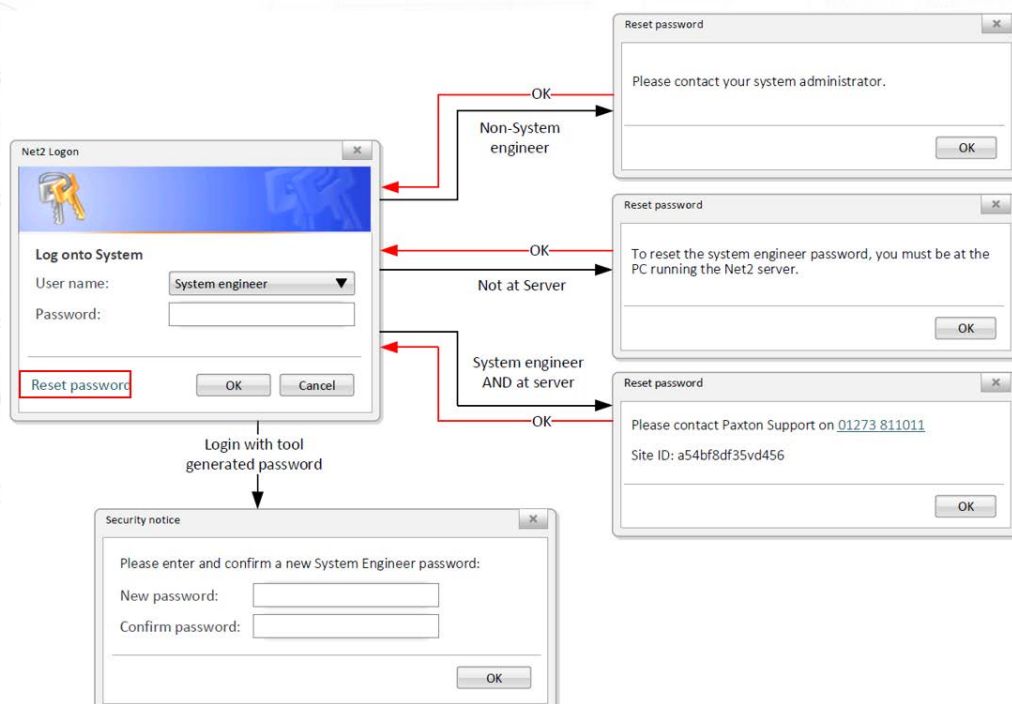 Net2 Logon
Log onto System
User name:
System engineer
Password:
Reset password
OK
Cancel
OK
Non-System
engineer
Reset password
Please contact your system administrator.
OK
OK
Not at Server
Reset password
To reset the system engineer password, you must be at the
PC running the Net2 server.
OK
System engineer
AND at server
OK
Reset password
Please contact Paxton Support on 01273 811011
Site ID: a54bf8df35vd456
OK
Login with tool
generated password
Security notice
Please enter and confirm a new System Engineer password:
New password:
Confirm password:
OK